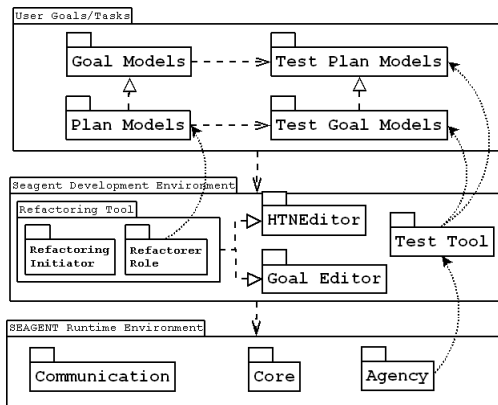 User Goals/Tasks
Goal Models
Test Plan Models
Plan Models
Test Goal Models
Seagent Development Environment
Refactoring Tool
HTNEditor
Refactoring
Initiator
Refactorer
Role
Test Tool
Goal Editor
SEAGENT Runtime Environment
Communication
Core
Agency